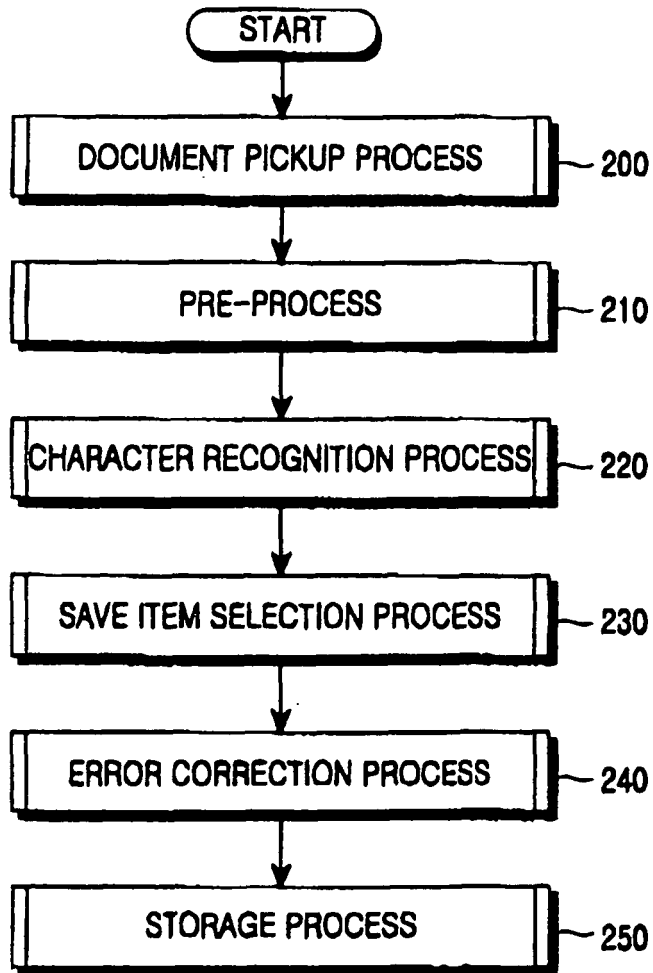 START
DOCUMENT PICKUP PROCESS
200
PRE-PROCESS
210
CHARACTER RECOGNITION PROCESS
220
SAVE ITEM SELECTION PROCESS
230
ERROR CORRECTION PROCESS
240
STORAGE PROCESS
250